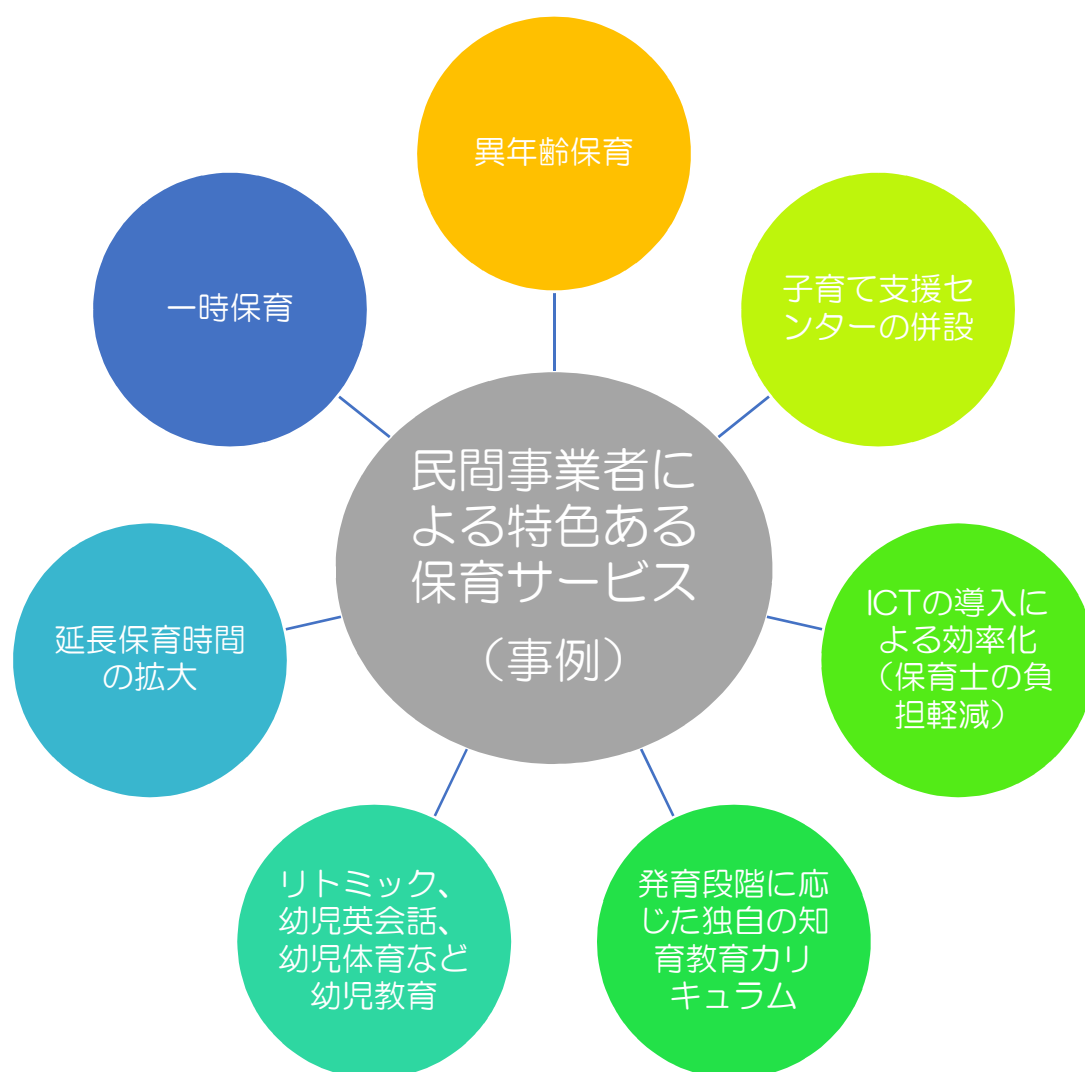 異年齢保育
子育て支援セ
ンターの併設
ICTの導入に
よる効率化
（保育士の負
担軽減）
発育段階に応
じた独自の知
育教育カリ
キュラム
リトミック、
幼児英会話、
幼児体育など
幼児教育
延長保育時間
の拡大
一時保育
民間事業者に
よる特色ある
保育サービス
（事例）